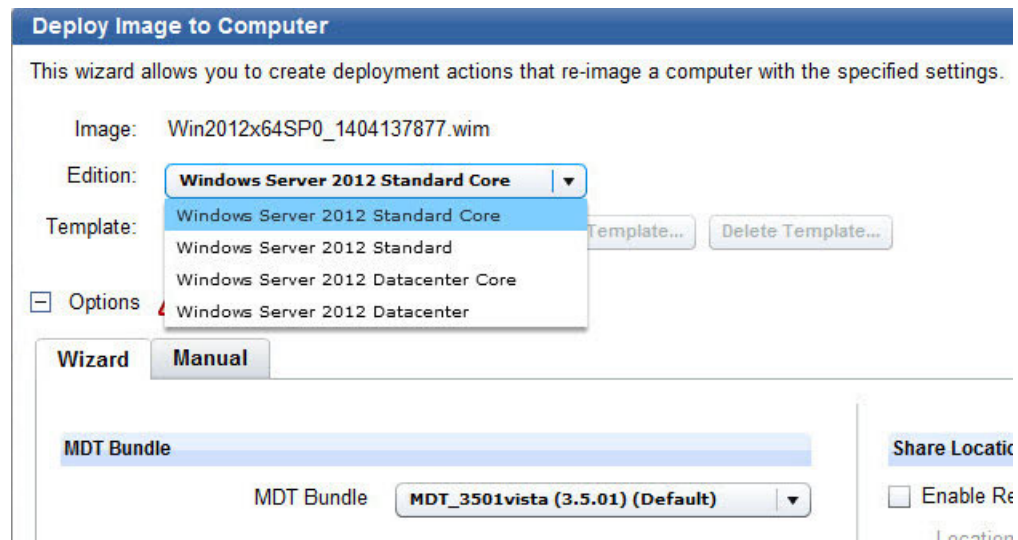 Deploy Image to Computer
This wizard allows you to create deployment actions that re-image a computer with the specified settings.
Image: Win2012x64SP0_1404137877.wim
Edition: Windows Server 2012 Standard Core
Windows Server 2012 Standard Core
Template: Template... Delete Template...
Windows Server 2012 Standard
Windows Server 2012 Datacenter Core
Options
Windows Server 2012 Datacenter
Wizard Manual
MDT Bundle Share
MDT Bundle MDT_3501vista (3.5.01) (Default) Enable
Location